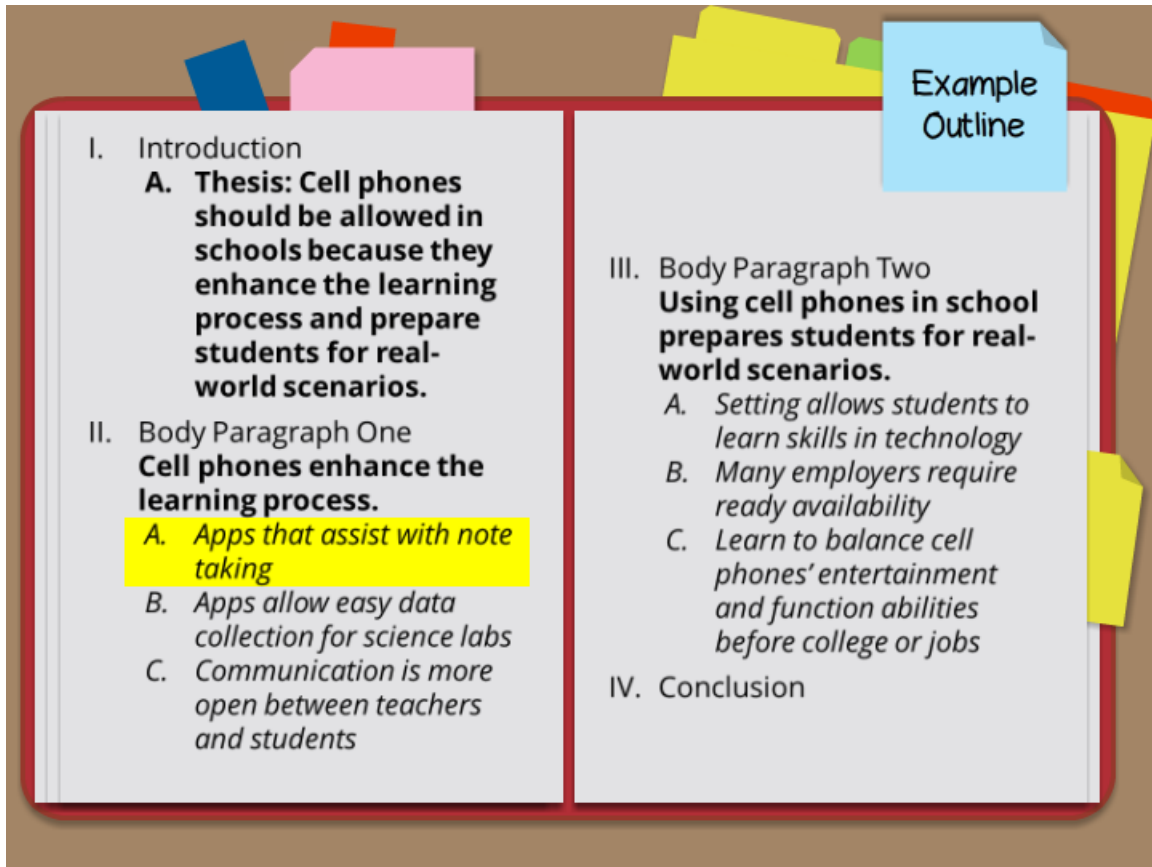 Example
Outline
I. Introduction
A. Thesis: Cell phones
should be allowed in
schools because they
enhance the learning
process and prepare
students for real-
world scenarios.
II. Body Paragraph One
Cell phones enhance the
learning process.
A. Apps that assist with note
taking
B. Apps allow easy data
collection for science labs
C. Communication is more
open between teachers
and students
III. Body Paragraph Two
Using cell phones in school
prepares students for real-
world scenarios.
A. Setting allows students to
learn skills in technology
B. Many employers require
ready availability
C. Learn to balance cell
phones’ entertainment
and function abilities
before college or jobs
IV. Conclusion